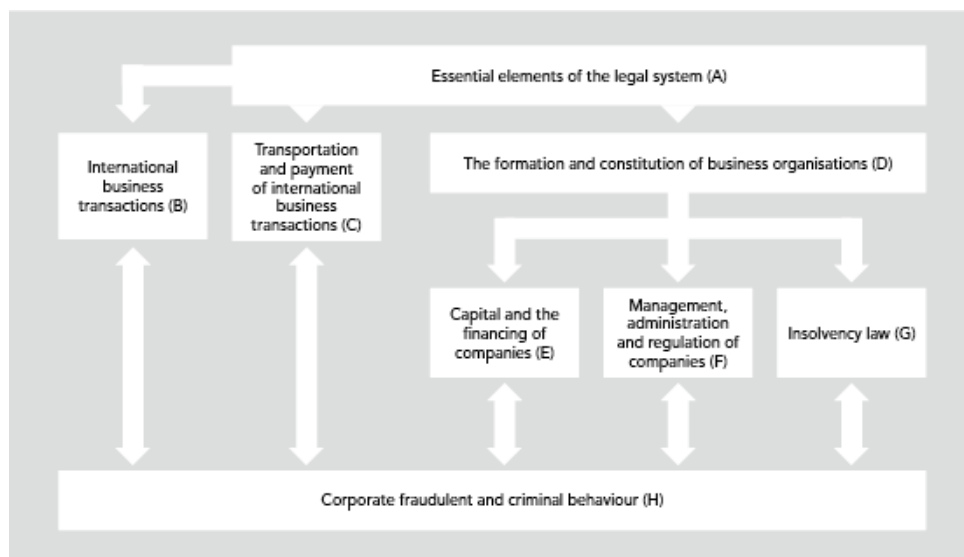 Essential elements of the legal system (A)
International
business
transactions (B)
Transportation
and payment
of international
business
transactions (C)
The formation and constitution of business organisations (D)
Capital and the
financing of
companies (E)
Management,
administration
and regulation of
companies (F)
Insolvency law (G)
Corporate fraudulent and criminal behaviour (H)